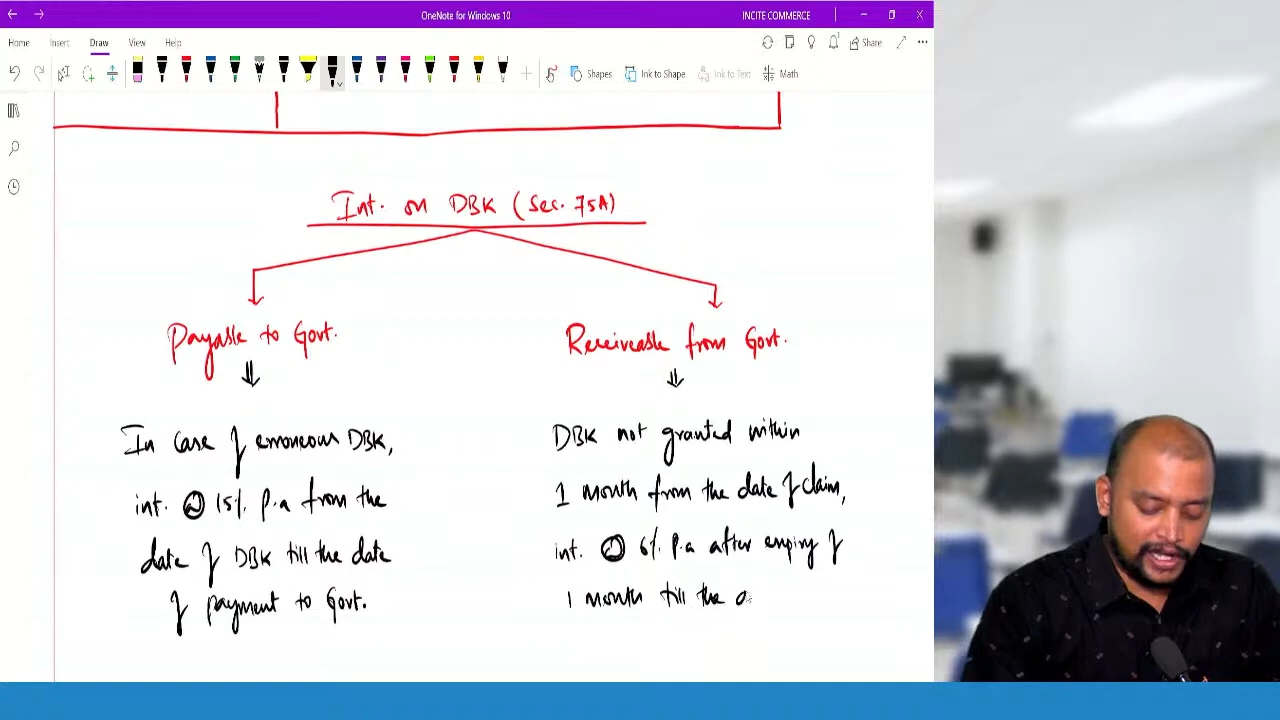 OneNote for Windows 10
INCITE COMMERCE
Home Insert Draw View Help
Share
Shapes Ink to Shape Ink to Text Math
Int. on DBK (Sec. 75A)
Payable to Govt.
Receiveable from Govt.
In case of erroneous DBK,
int. @ 15% p.a from the
date of DBK till the date
of payment to Govt.
DBK not granted within
1 month from the date of claim,
int. @ 6% p.a after expiry of
1 month till the